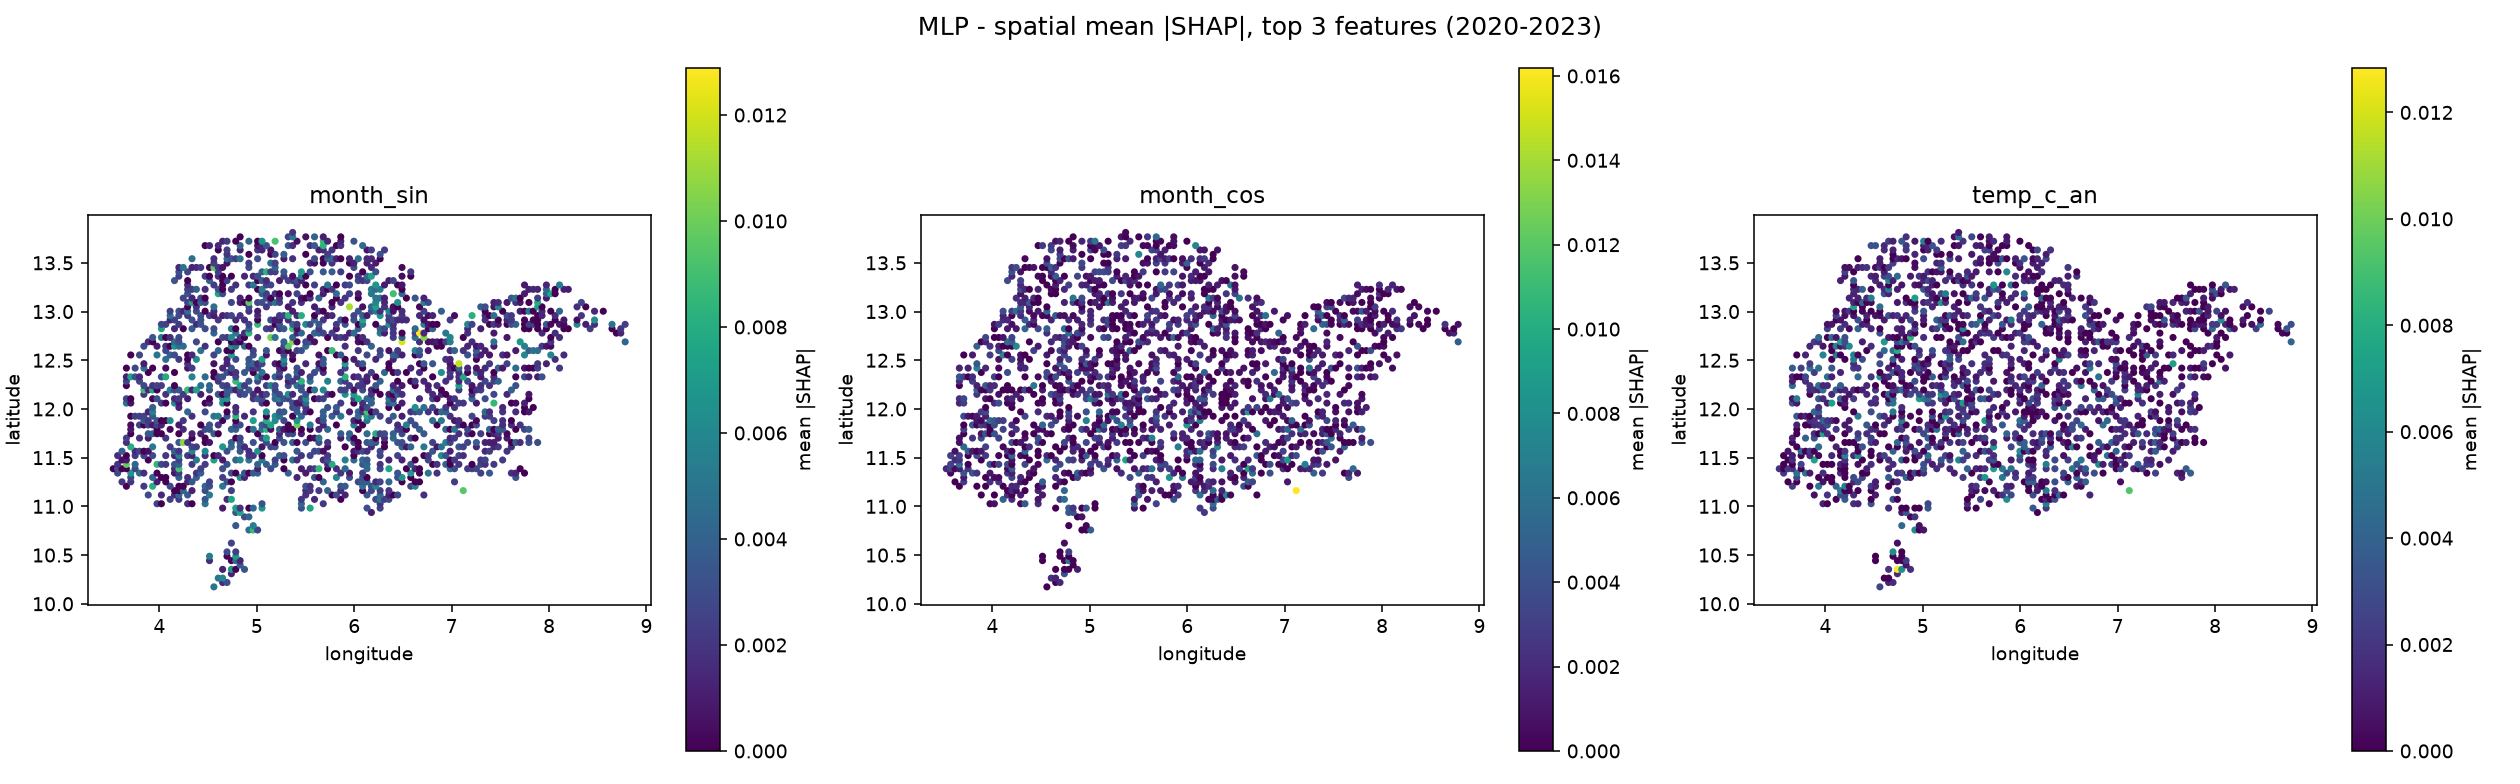 MLP - spatial mean |SHAP|, top 3 features (2020-2023)
month_sin
13.5
13.0
12.5
12.0
11.5
11.0
10.5
10.0
latitude
4 5 6 7 8 9
longitude
0.012
0.010
0.008
0.006
0.004
0.002
0.000
mean |SHAP|
month_cos
13.5
13.0
12.5
12.0
11.5
11.0
10.5
10.0
latitude
4 5 6 7 8 9
longitude
0.016
0.014
0.012
0.010
0.008
0.006
0.004
0.002
0.000
mean |SHAP|
temp_c_an
13.5
13.0
12.5
12.0
11.5
11.0
10.5
10.0
latitude
4 5 6 7 8 9
longitude
0.012
0.010
0.008
0.006
0.004
0.002
0.000
mean |SHAP|